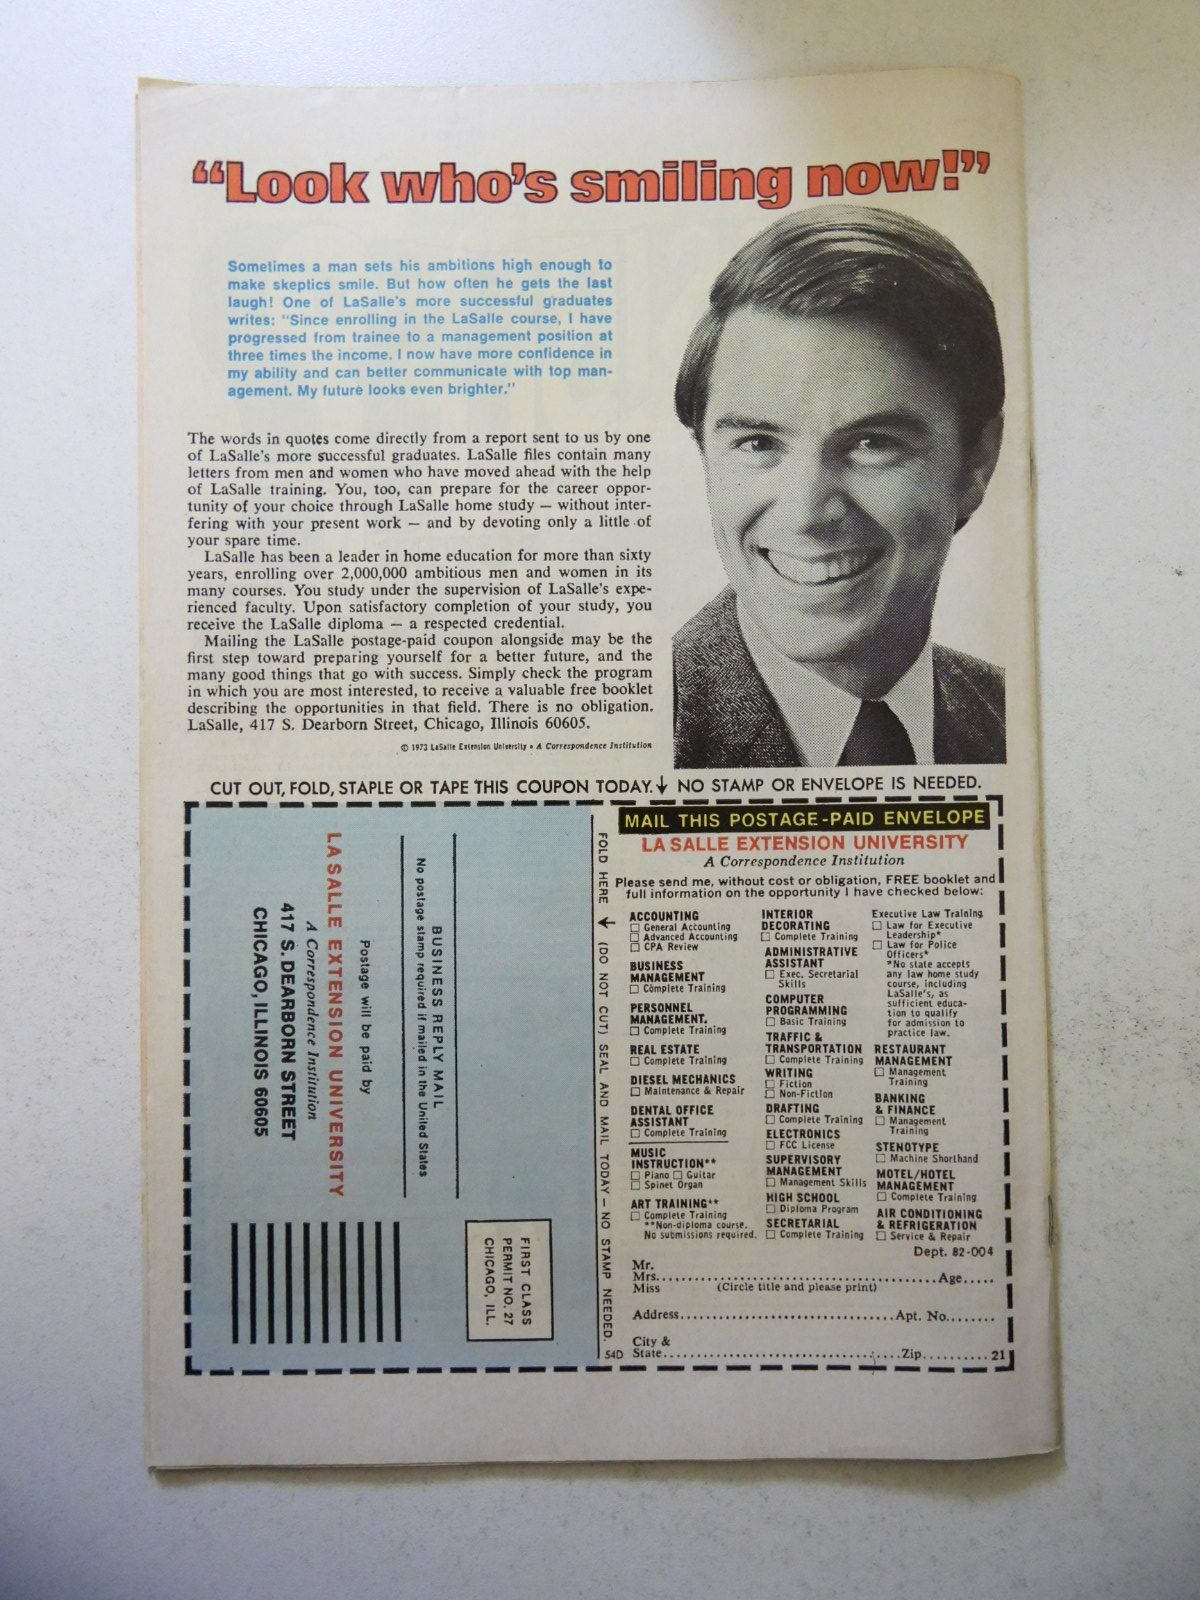 “Look who’s smiling now!”
Sometimes a man sets his ambitions high enough to
make skeptics smile. But how often he gets the last
laugh! One of LaSalle’s more successful graduates
writes: “Since enrolling in the LaSalle course, I have
progressed from trainee to a management position at
three times the income. I now have more confidence in
my ability and can better communicate with top man-
agement. My future looks even brighter.”
The words in quotes come directly from a report sent to us by one
of LaSalle’s more successful graduates. LaSalle files contain many
letters from men and women who have moved ahead with the help
of LaSalle training. You, too, can prepare for the career oppor-
tunity of your choice through LaSalle home study — without inter-
fering with your present work — and by devoting only a little of
your spare time.
LaSalle has been a leader in home education for more than sixty
years, enrolling over 2,000,000 ambitious men and women in its
many courses. You study under the supervision of LaSalle’s expe-
rienced faculty. Upon satisfactory completion of your study, you
receive the LaSalle diploma — a respected credential.
Mailing the LaSalle postage-paid coupon alongside may be the
first step toward preparing yourself for a better future, and the
many good things that go with success. Simply check the program
in which you are most interested, to receive a valuable free booklet
describing the opportunities in that field. There is no obligation.
LaSalle, 417 S. Dearborn Street, Chicago, Illinois 60605.
© 1973 LaSalle Extension University • A Correspondence Institution
CUT OUT, FOLD, STAPLE OR TAPE THIS COUPON TODAY. ↓ NO STAMP OR ENVELOPE IS NEEDED.
FIRST CLASS
PERMIT NO. 27
CHICAGO, ILL.
BUSINESS REPLY MAIL
No postage stamp required if mailed in the United States
Postage will be paid by
LA SALLE EXTENSION UNIVERSITY
A Correspondence Institution
417 S. DEARBORN STREET
CHICAGO, ILLINOIS 60605
FOLD HERE ↓ (DO NOT CUT) SEAL AND MAIL TODAY — NO STAMP NEEDED.
MAIL THIS POSTAGE-PAID ENVELOPE
LA SALLE EXTENSION UNIVERSITY
A Correspondence Institution
Please send me, without cost or obligation, FREE booklet and
full information on the opportunity I have checked below:
ACCOUNTING
☐ General Accounting
☐ Advanced Accounting
☐ CPA Review
BUSINESS
MANAGEMENT
☐ Complete Training
PERSONNEL
MANAGEMENT.
☐ Complete Training
REAL ESTATE
☐ Complete Training
DIESEL MECHANICS
☐ Maintenance & Repair
DENTAL OFFICE
ASSISTANT
☐ Complete Training
MUSIC
INSTRUCTION**
☐ Piano ☐ Guitar
☐ Spinet Organ
ART TRAINING**
☐ Complete Training
**Non-diploma course.
No submissions required.
INTERIOR
DECORATING
☐ Complete Training
ADMINISTRATIVE
ASSISTANT
☐ Exec. Secretarial
Skills
COMPUTER
PROGRAMMING
☐ Basic Training
TRAFFIC &
TRANSPORTATION
☐ Complete Training
WRITING
☐ Fiction
☐ Non-Fiction
DRAFTING
☐ Complete Training
ELECTRONICS
☐ FCC License
SUPERVISORY
MANAGEMENT
☐ Management Skills
HIGH SCHOOL
☐ Diploma Program
SECRETARIAL
☐ Complete Training
Executive Law Training
☐ Law for Executive
Leadership*
☐ Law for Police
Officers*
*No state accepts
any law home study
course, including
LaSalle’s, as
sufficient educa-
tion to qualify
for admission to
practice law.
RESTAURANT
MANAGEMENT
☐ Management
Training
BANKING
& FINANCE
☐ Management
Training
STENOTYPE
☐ Machine Shorthand
MOTEL/HOTEL
MANAGEMENT
☐ Complete Training
AIR CONDITIONING
& REFRIGERATION
☐ Service & Repair
Dept. 82-004
Mr.
Mrs. Age
Miss (Circle title and please print)
Address Apt. No.
City &
54D State Zip 21